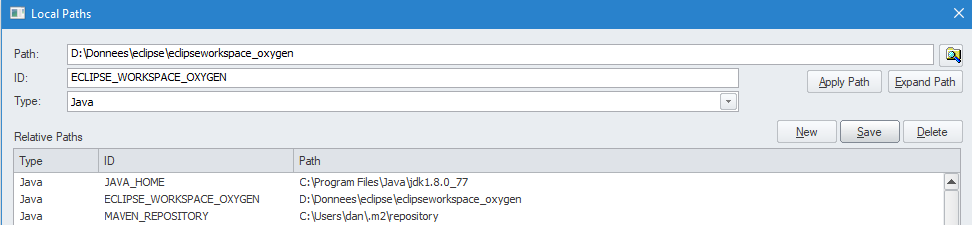 Local Paths
Path: D:\Donnees\eclipse\eclipseworkspace_oxygen
ID: ECLIPSE_WORKSPACE_OXYGEN
Apply Path Expand Path
Type: Java
New Save Delete
Relative Paths
Type ID Path
Java JAVA_HOME C:\Program Files\Java\jdk1.8.0_77
Java ECLIPSE_WORKSPACE_OXYGEN D:\Donnees\eclipse\eclipseworkspace_oxygen
Java MAVEN_REPOSITORY C:\Users\dan\.m2\repository